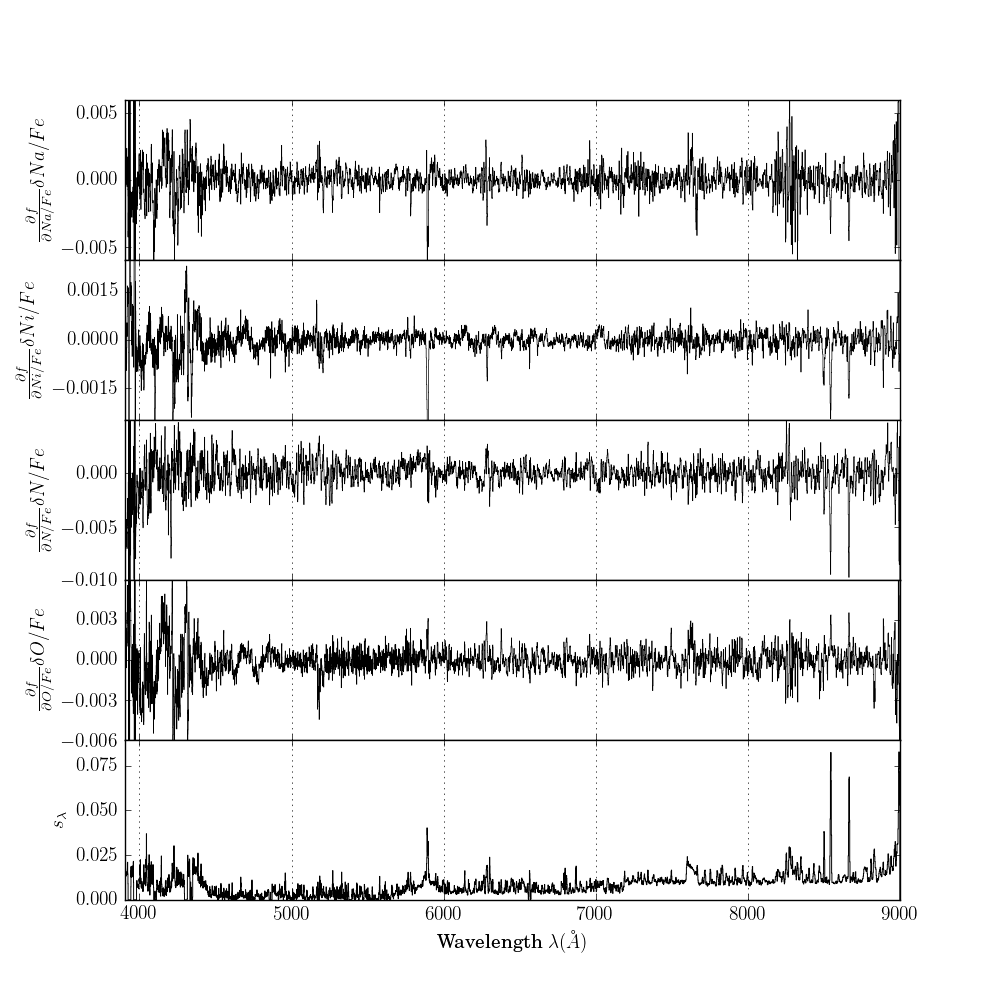 0.005
0.000
−0.005
∂f/∂Na/Fe δNa/Fe
0.0015
0.0000
−0.0015
∂f/∂Ni/Fe δNi/Fe
0.000
−0.005
−0.010
∂f/∂N/Fe δN/Fe
0.003
0.000
−0.003
−0.006
∂f/∂O/Fe δO/Fe
0.075
0.050
0.025
0.000
s_λ
4000 5000 6000 7000 8000 9000
Wavelength λ(Å)